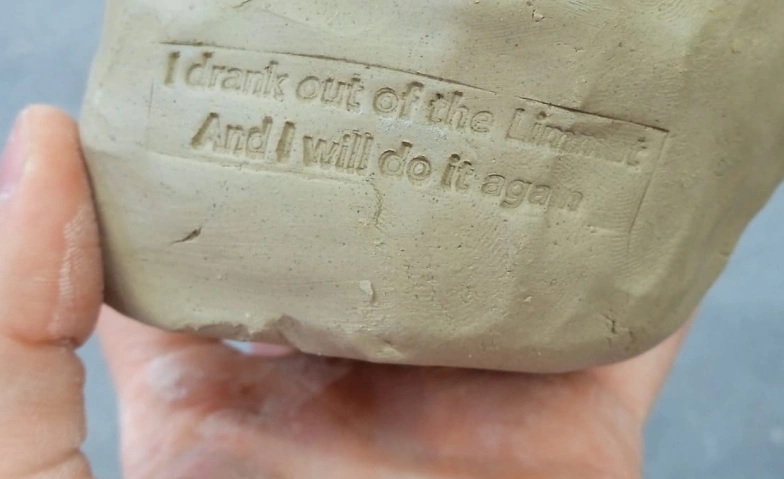 I drank out of the Limmat
And I will do it again